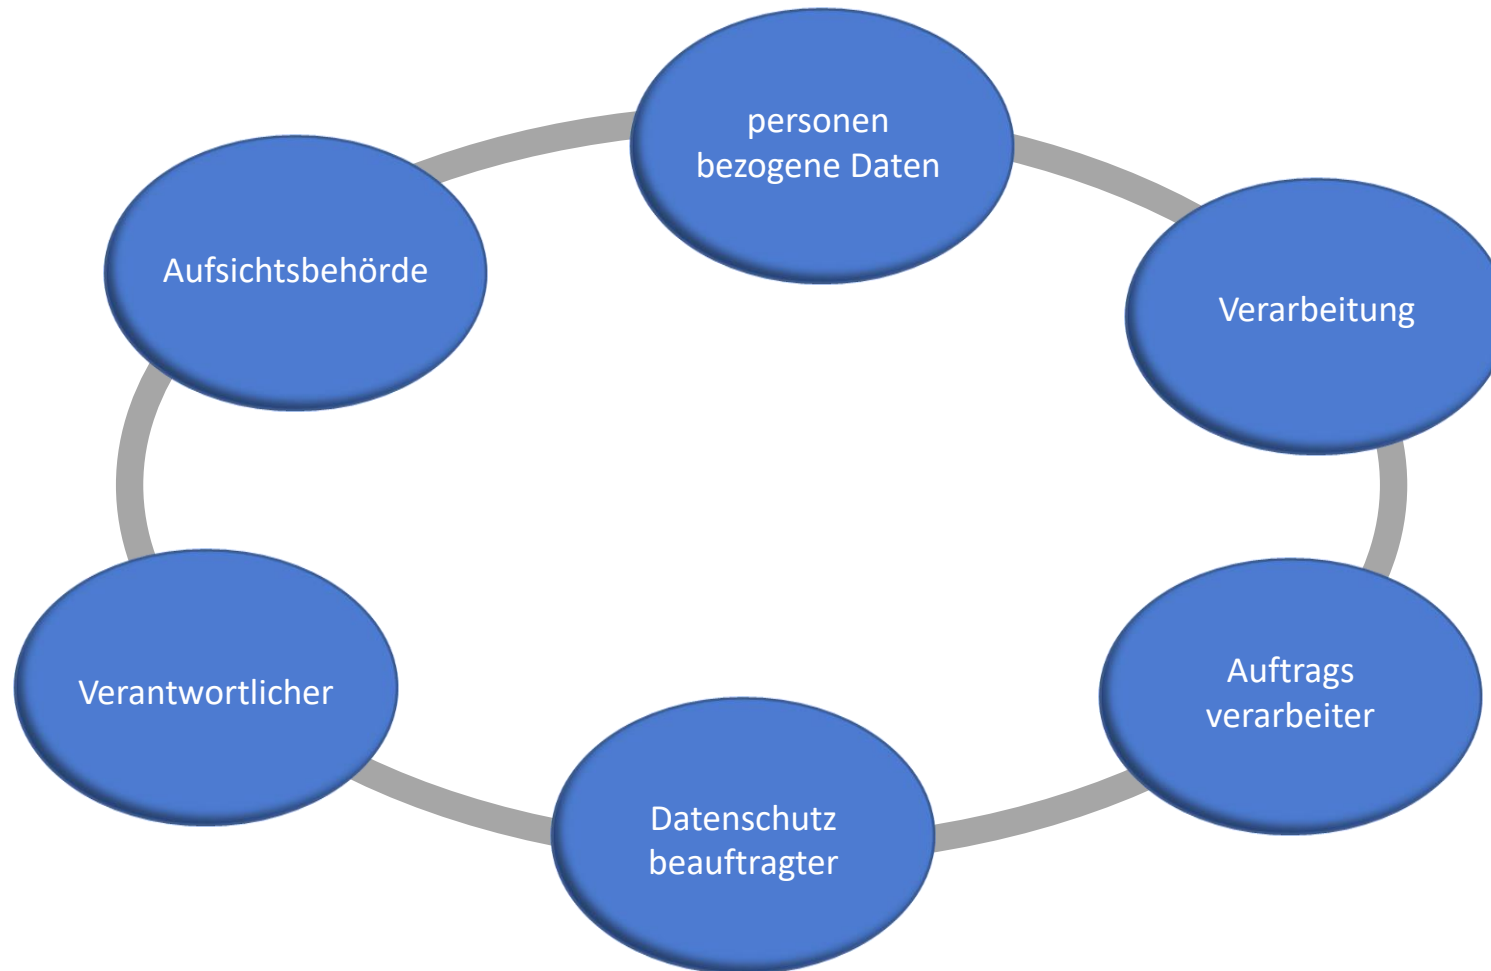 personen
bezogene Daten
Aufsichtsbehörde
Verarbeitung
Auftrags
verarbeiter
Verantwortlicher
Datenschutz
beauftragter